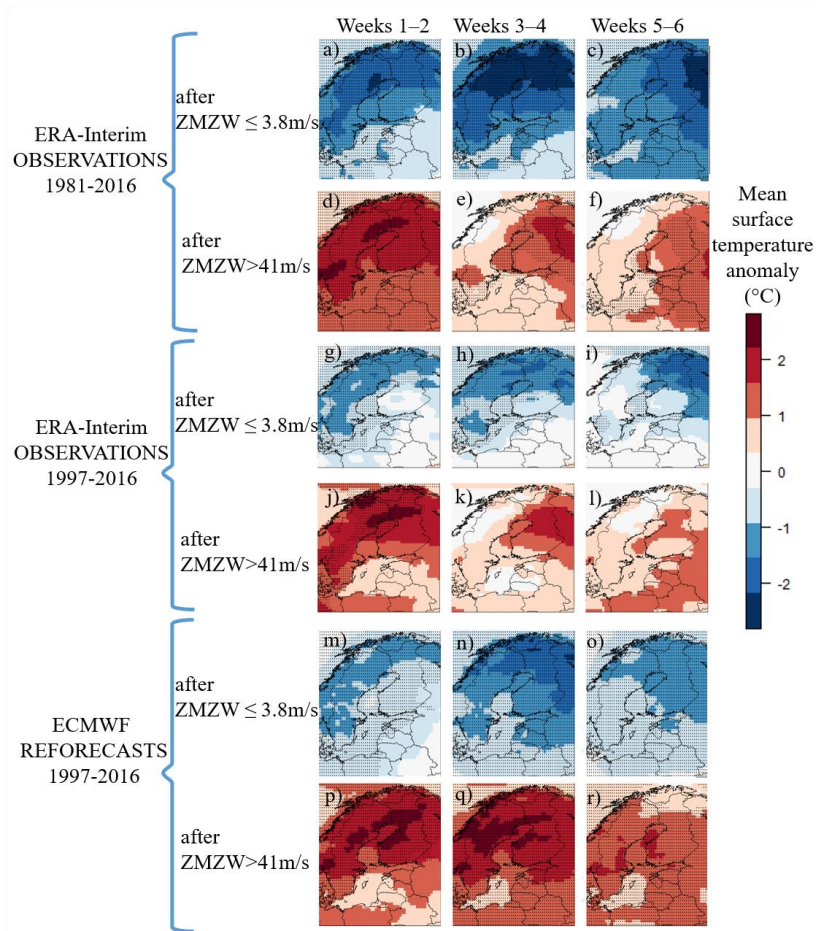 Weeks 1–2 Weeks 3–4 Weeks 5–6
a) b) c)
after
ZMZW ≤ 3.8m/s
ERA-Interim
OBSERVATIONS
1981-2016
d) e) f)
after
ZMZW>41m/s
Mean
surface
temperature
anomaly
(°C)
2
1
0
-1
-2
g) h) i)
after
ZMZW ≤ 3.8m/s
ERA-Interim
OBSERVATIONS
1997-2016
j) k) l)
after
ZMZW>41m/s
m) n) o)
after
ZMZW ≤ 3.8m/s
ECMWF
REFORECASTS
1997-2016
p) q) r)
after
ZMZW>41m/s